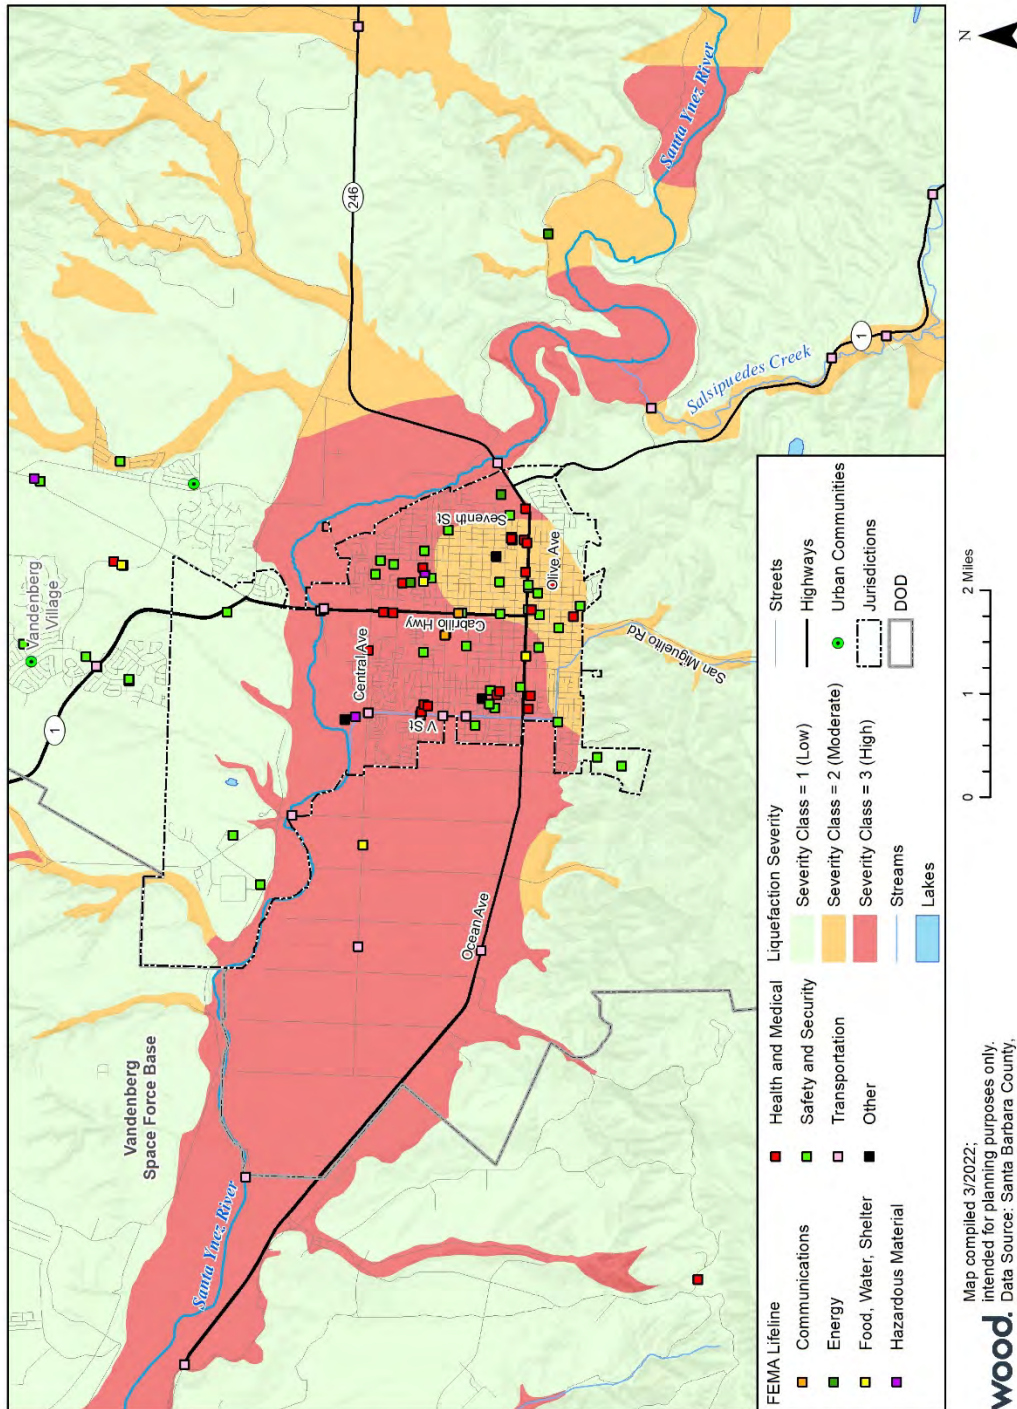 Vandenberg
Village
1
246
Santa Ynez River
Vandenberg
Space Force Base
Santa Ynez River
Central Ave
V St
Cabrillo Hwy
Seventh St
Ocean Ave
Olive Ave
San Miguelito Rd
Salsipuedes Creek
1
FEMA Lifeline
Communications
Energy
Food, Water, Shelter
Hazardous Material
Health and Medical
Safety and Security
Transportation
Other
Liquefaction Severity
Severity Class = 1 (Low)
Severity Class = 2 (Moderate)
Severity Class = 3 (High)
Streams
Lakes
Streets
Highways
Urban Communities
Jurisdictions
DOD
0 1 2 Miles
N
wood.
Map compiled 3/2022;
intended for planning purposes only.
Data Source: Santa Barbara County,